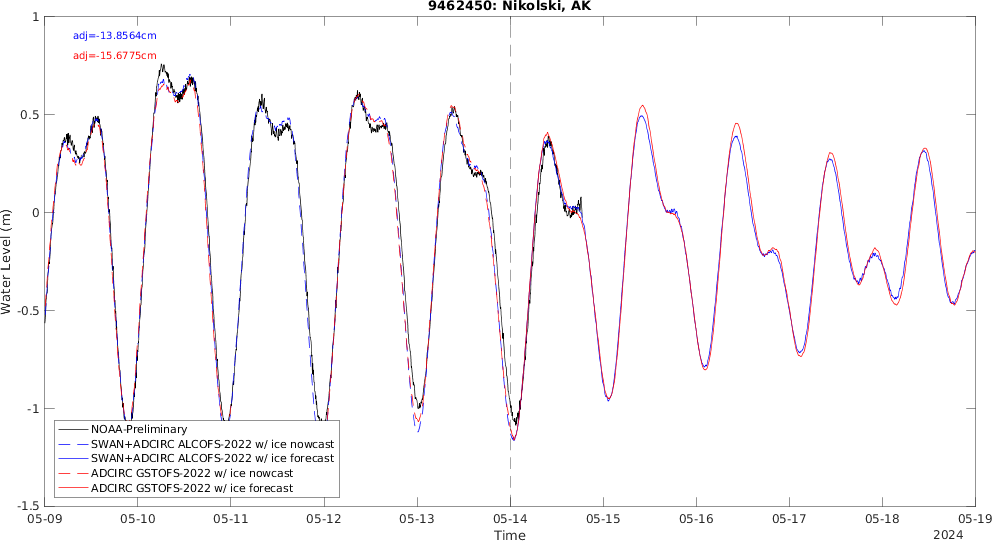 9462450: Nikolski, AK
adj=-13.8564cm
adj=-15.6775cm
1
0.5
0
-0.5
-1
-1.5
Water Level (m)
NOAA-Preliminary
SWAN+ADCIRC ALCOFS-2022 w/ ice nowcast
SWAN+ADCIRC ALCOFS-2022 w/ ice forecast
ADCIRC GSTOFS-2022 w/ ice nowcast
ADCIRC GSTOFS-2022 w/ ice forecast
05-09 05-10 05-11 05-12 05-13 05-14 05-15 05-16 05-17 05-18 05-19
Time
2024